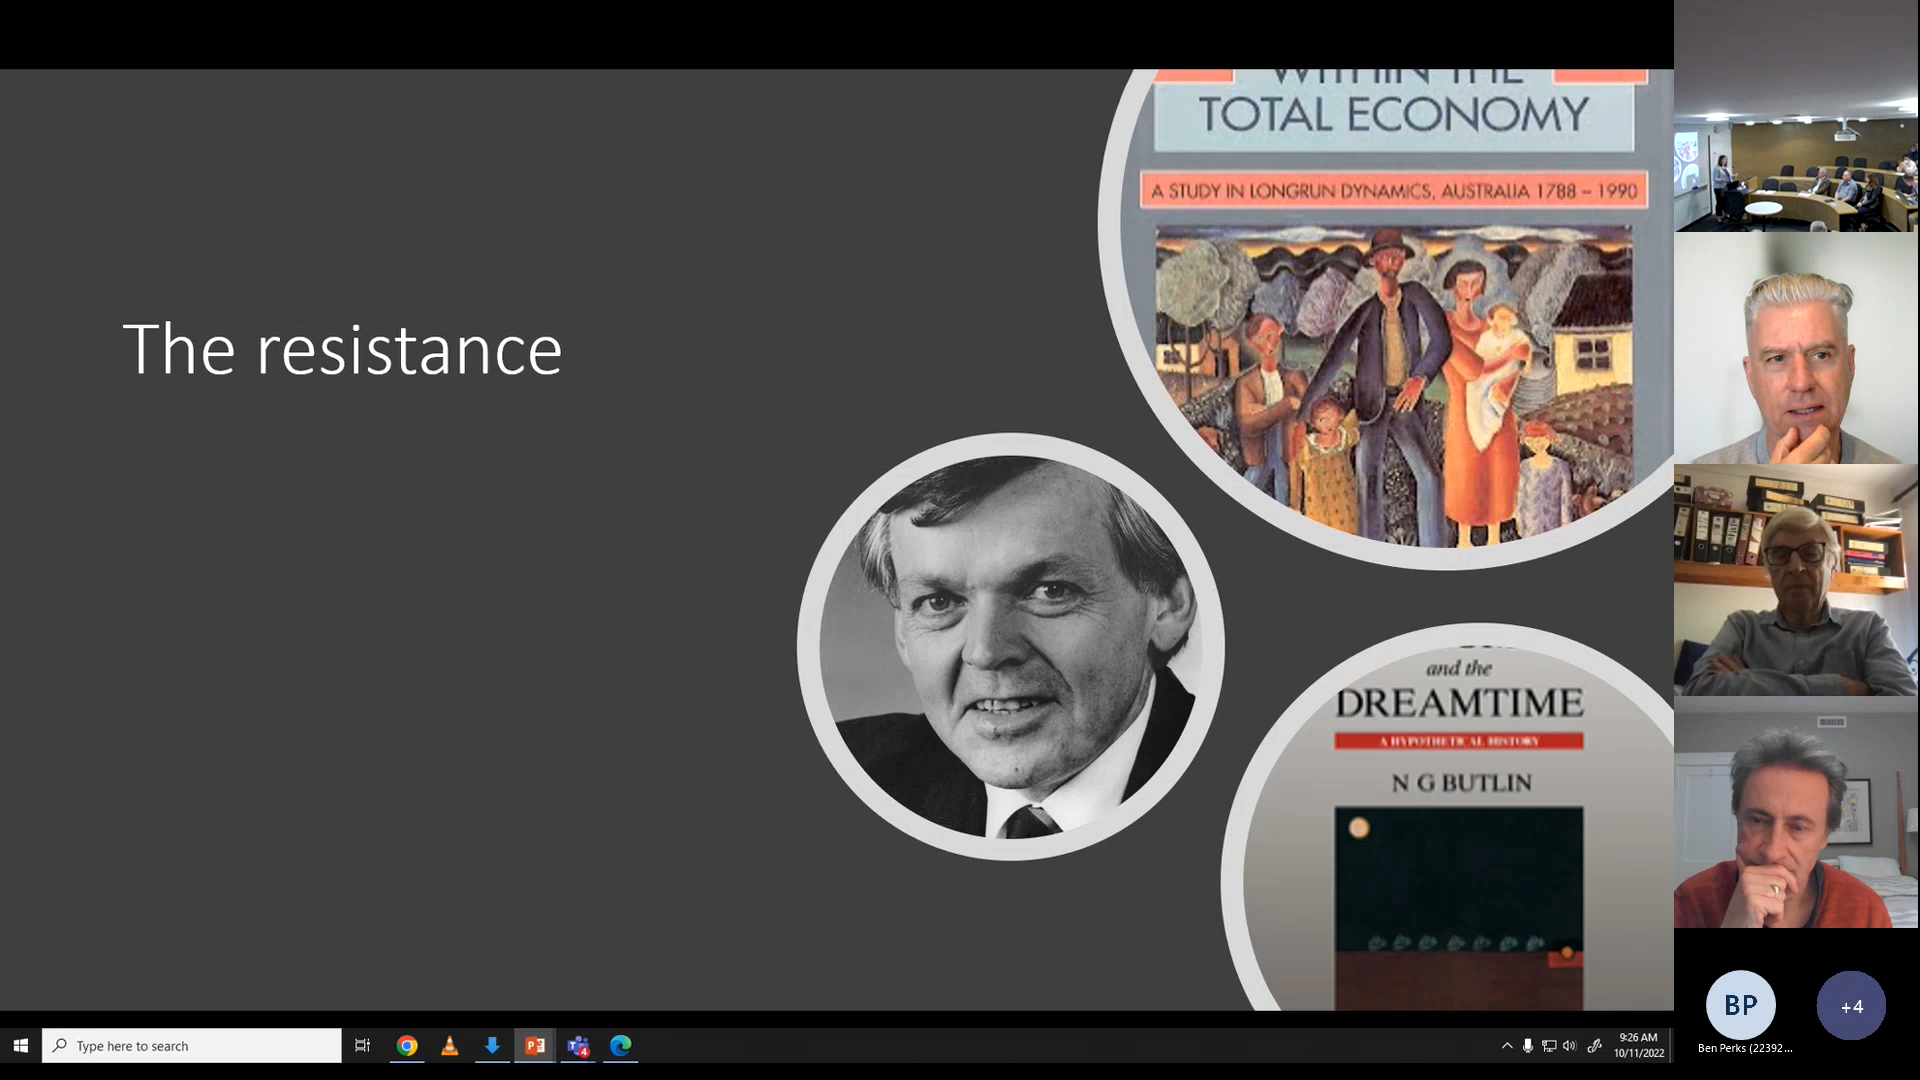 WITHIN THE
TOTAL ECONOMY
A STUDY IN LONGRUN DYNAMICS, AUSTRALIA 1788 – 1990
The resistance
and the
DREAMTIME
A HYPOTHETICAL HISTORY
N G BUTLIN
BP
+4
Ben Perks (22392...
Type here to search
4
9:26 AM
10/11/2022